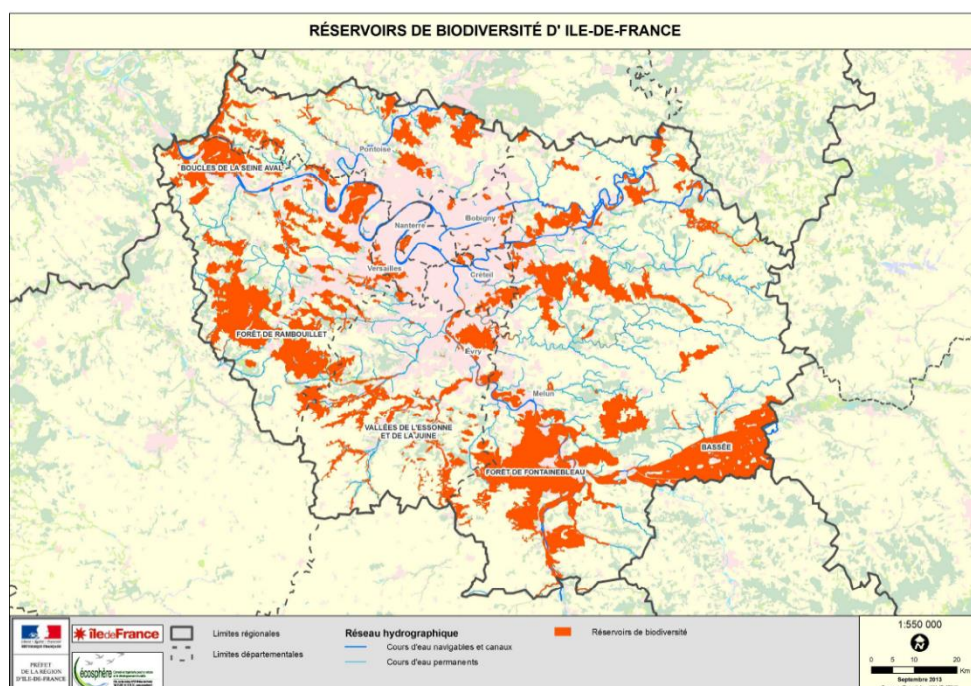 RÉSERVOIRS DE BIODIVERSITÉ D' ILE-DE-FRANCE
Pontoise
BOUCLES DE LA SEINE AVAL
Nanterre
Bobigny
Versailles
Créteil
FORÊT DE RAMBOUILLET
Evry
Melun
VALLÉES DE L'ESSONNE
ET DE LA JUINE
BASSÉE
FORÊT DE FONTAINEBLEAU
îledeFrance
PRÉFET
DE LA RÉGION
D'ILE-DE-FRANCE
écosphère
Limites régionales
Limites départementales
Réseau hydrographique
Cours d'eau navigables et canaux
Cours d'eau permanents
Réservoirs de biodiversité
1:550 000
0 5 10 20
Km
Septembre 2013